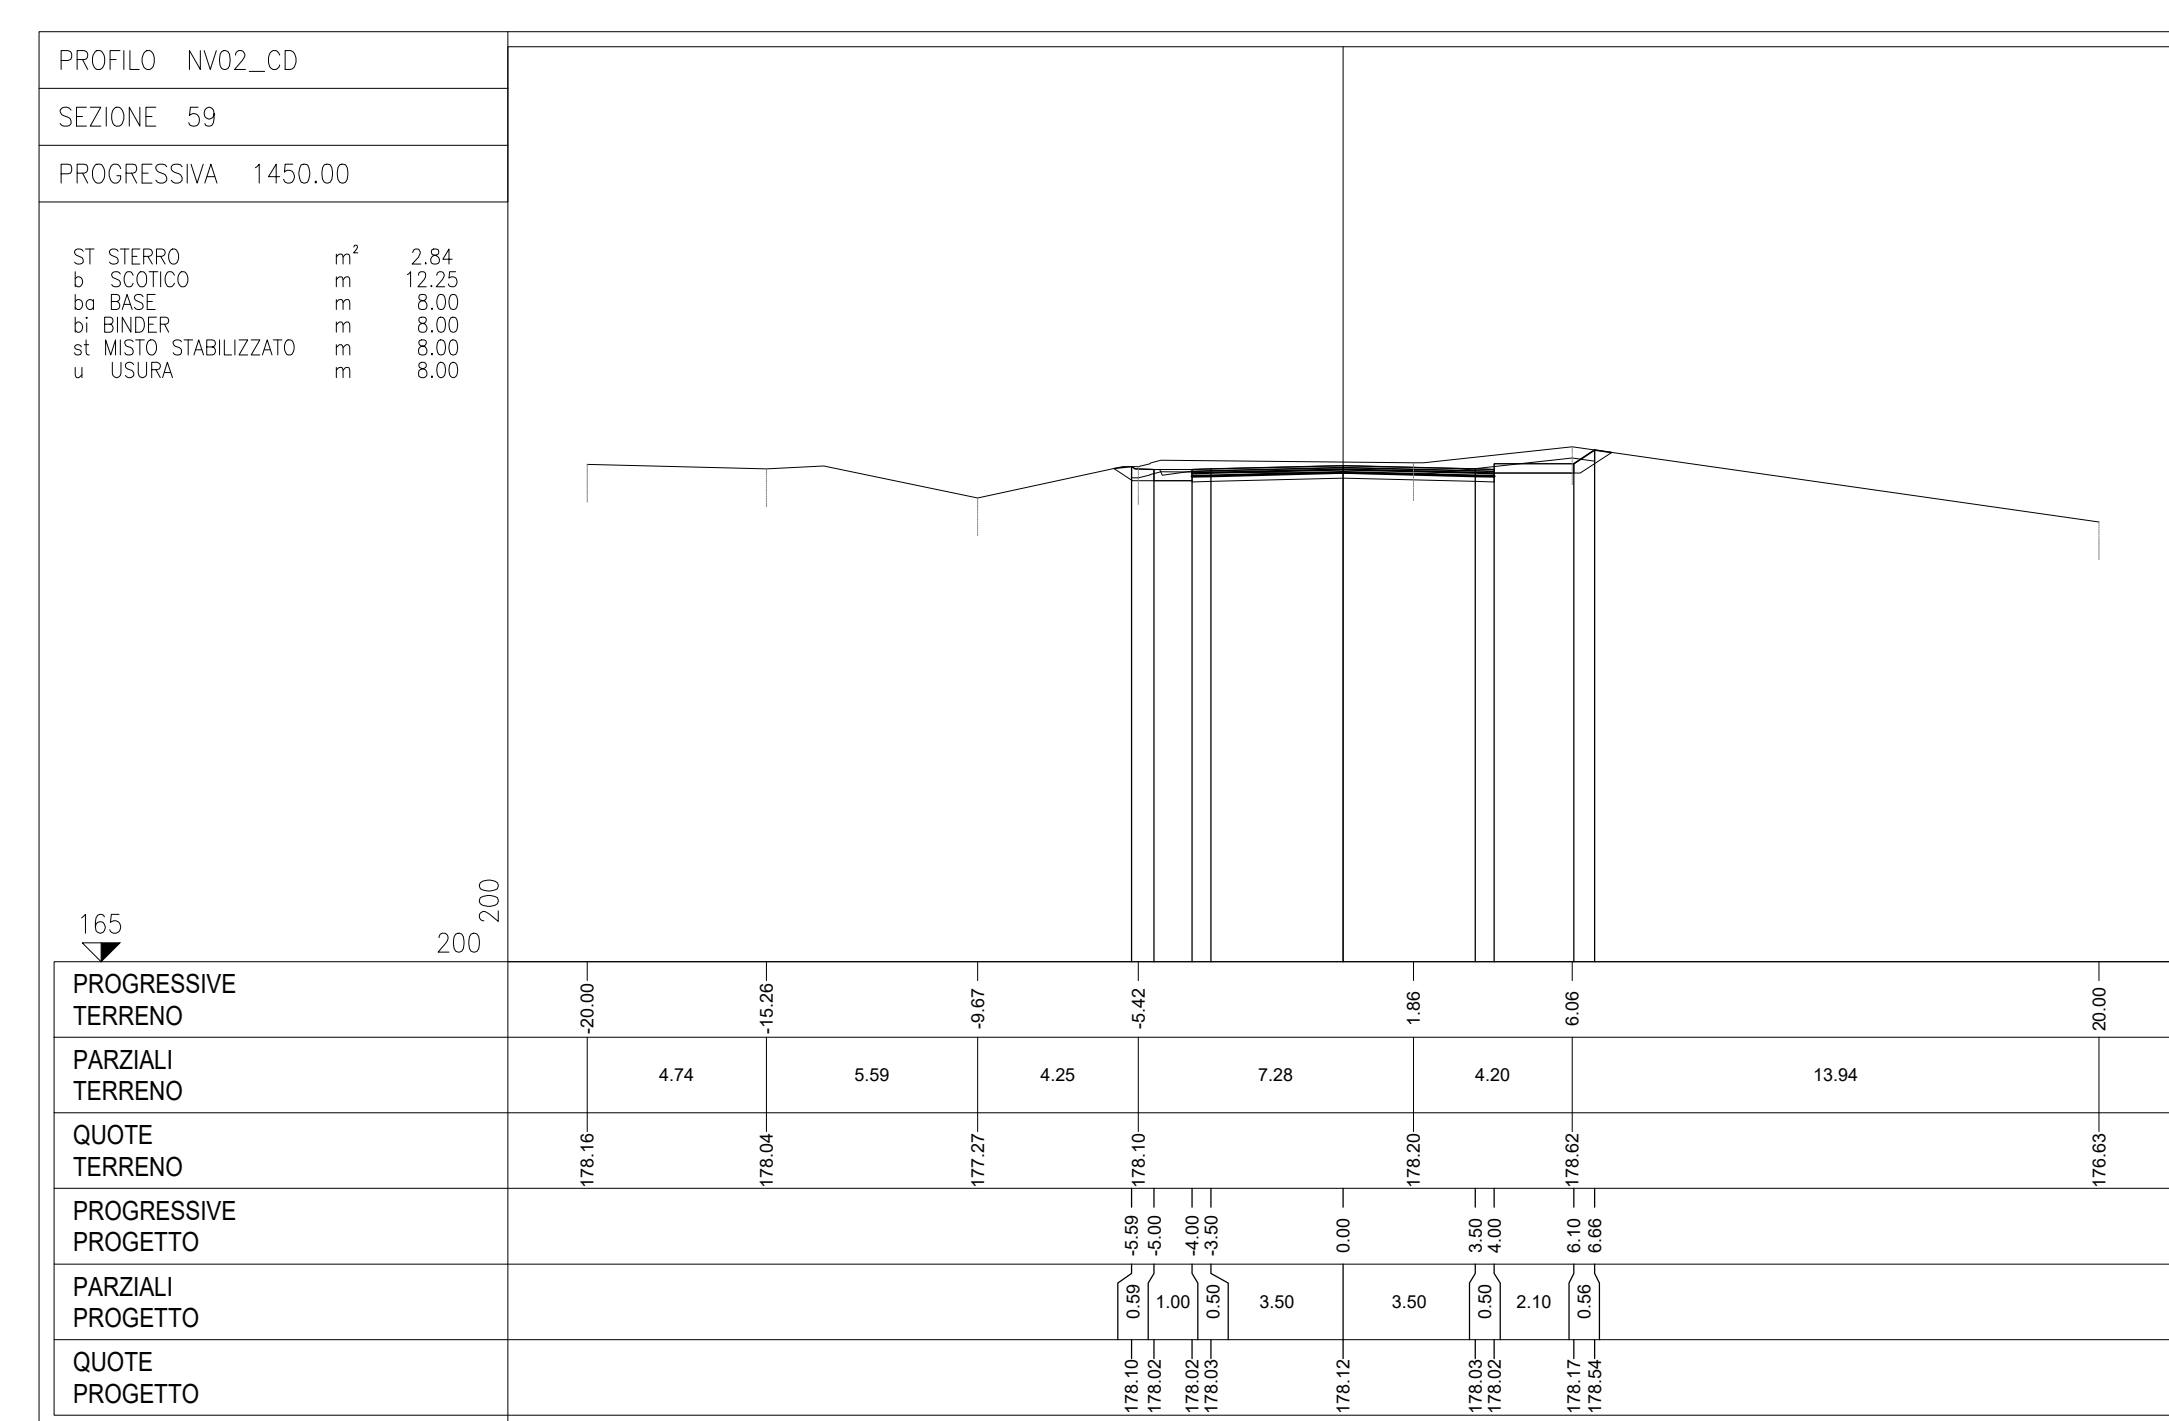 PROFILO NV02_CD
SEZIONE 59
PROGRESSIVA 1450.00
ST STERRO m² 2.84
b SCOTICO m 12.25
ba BASE m 8.00
bi BINDER m 8.00
st MISTO STABILIZZATO m 8.00
u USURA m 8.00
200
165
200
PROGRESSIVE
TERRENO
-20.00 -15.26 -9.67 -5.42 1.86 6.06 20.00
PARZIALI
TERRENO
4.74 5.59 4.25 7.28 4.20 13.94
QUOTE
TERRENO
178.16 178.04 177.27 178.10 178.20 178.62 176.63
PROGRESSIVE
PROGETTO
-5.59 -5.00 -4.00 -3.50 0.00 3.50 4.00 6.10 6.66
PARZIALI
PROGETTO
0.59 1.00 0.50 3.50 3.50 0.50 2.10 0.56
QUOTE
PROGETTO
178.10 178.02 178.02 178.03 178.12 178.03 178.02 178.17 178.54